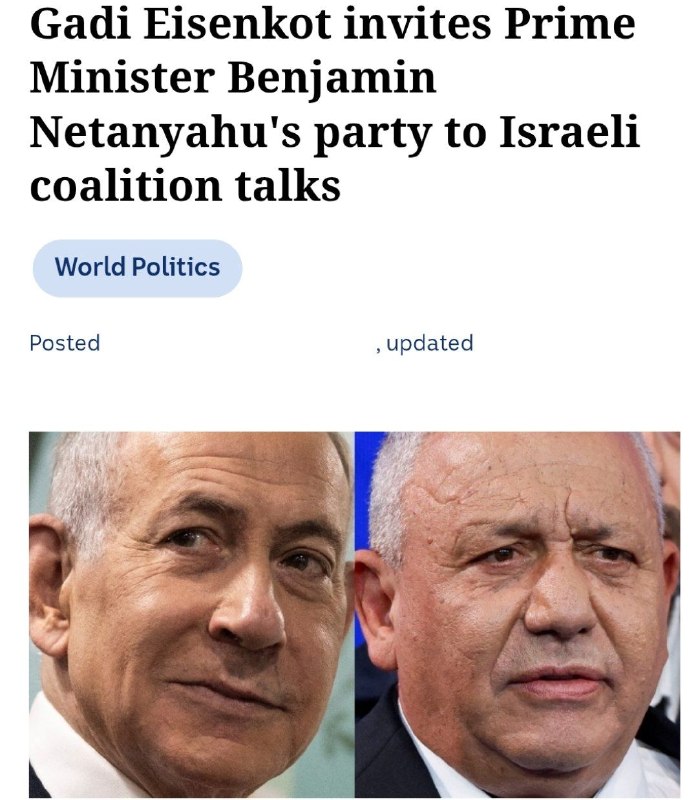 Gadi Eisenkot invites Prime
Minister Benjamin
Netanyahu's party to Israeli
coalition talks
World Politics
Posted , updated